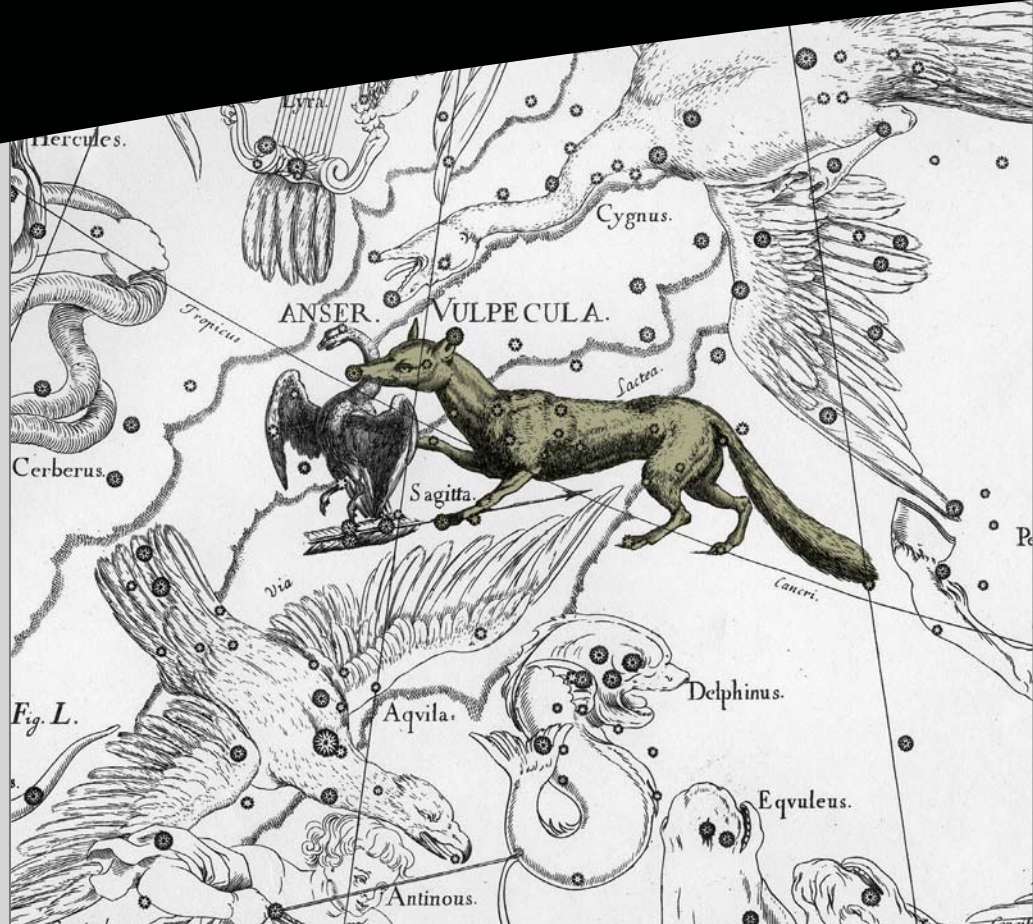 Lyra.
Hercules.
Cygnus.
ANSER. VULPECULA.
Tropicus
Lactea.
Cerberus.
Sagitta.
Via
Cancri.
Delphinus.
Fig. L.
Aqvila.
Eqvuleus.
Antinous.